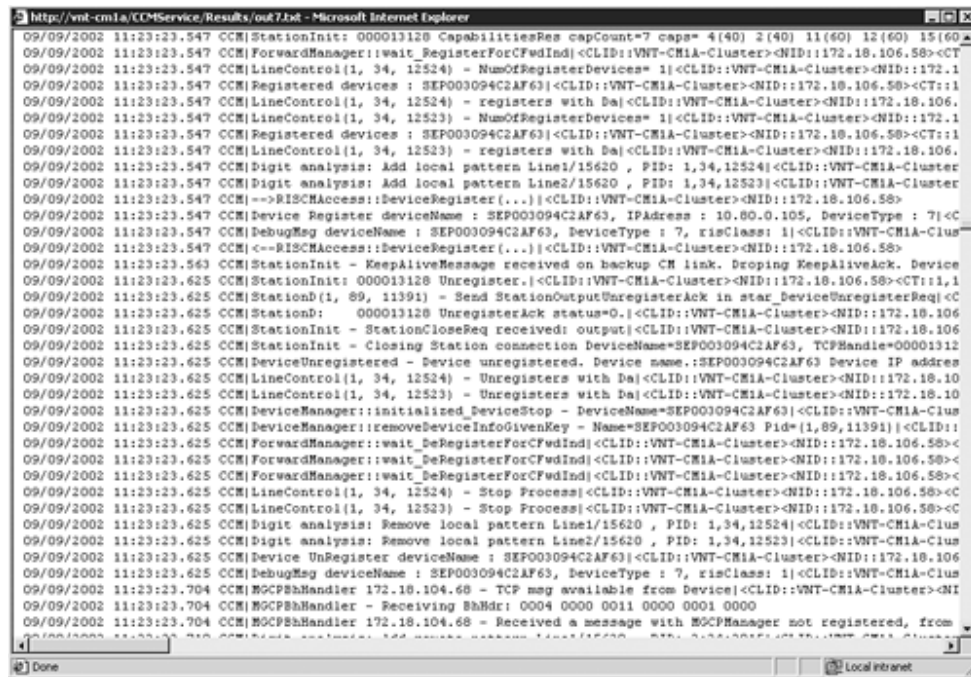 http://vnt-cm1a/CCMService/Results/out7.txt - Microsoft Internet Explorer
09/09/2002 11:23:23.547 CCM|StationInit: 000013128 CapabilitiesRes capCount=7 caps= 4(40) 2(40) 11(60) 12(60) 15(60
09/09/2002 11:23:23.547 CCM|ForwardManager::wait_RegisterForCFwdInd|<CLID::VNT-CM1A-Cluster><NID::172.18.106.58><CT
09/09/2002 11:23:23.547 CCM|LineControl(1, 34, 12524) - NumOfRegisterDevices= 1|<CLID::VNT-CM1A-Cluster><NID::172.1
09/09/2002 11:23:23.547 CCM|Registered devices : SEP003094C2AF63|<CLID::VNT-CM1A-Cluster><NID::172.18.106.58><CT::1
09/09/2002 11:23:23.547 CCM|LineControl(1, 34, 12524) - registers with Da|<CLID::VNT-CM1A-Cluster><NID::172.18.106.
09/09/2002 11:23:23.547 CCM|LineControl(1, 34, 12523) - NumOfRegisterDevices= 1|<CLID::VNT-CM1A-Cluster><NID::172.1
09/09/2002 11:23:23.547 CCM|Registered devices : SEP003094C2AF63|<CLID::VNT-CM1A-Cluster><NID::172.18.106.58><CT::1
09/09/2002 11:23:23.547 CCM|LineControl(1, 34, 12523) - registers with Da|<CLID::VNT-CM1A-Cluster><NID::172.18.106.
09/09/2002 11:23:23.547 CCM|Digit analysis: Add local pattern Line1/15620 , PID: 1,34,12524|<CLID::VNT-CM1A-Cluster
09/09/2002 11:23:23.547 CCM|Digit analysis: Add local pattern Line2/15620 , PID: 1,34,12523|<CLID::VNT-CM1A-Cluster
09/09/2002 11:23:23.547 CCM|-->RISCMAccess::DeviceRegister(...)|<CLID::VNT-CM1A-Cluster><NID::172.18.106.58>
09/09/2002 11:23:23.547 CCM|Device Register deviceName : SEP003094C2AF63, IPAdress : 10.80.0.105, DeviceType : 7|<C
09/09/2002 11:23:23.547 CCM|DebugMsg deviceName : SEP003094C2AF63, DeviceType : 7, risClass: 1|<CLID::VNT-CM1A-Clus
09/09/2002 11:23:23.547 CCM|<--RISCMAccess::DeviceRegister(...)|<CLID::VNT-CM1A-Cluster><NID::172.18.106.58>
09/09/2002 11:23:23.563 CCM|StationInit - KeepAliveMessage received on backup CM link. Droping KeepAliveAck. Device
09/09/2002 11:23:23.625 CCM|StationInit: 000013128 Unregister.|<CLID::VNT-CM1A-Cluster><NID::172.18.106.58><CT::1,1
09/09/2002 11:23:23.625 CCM|StationD(1, 89, 11391) - Send StationOutputUnregisterAck in star_DeviceUnregisterReq|<C
09/09/2002 11:23:23.625 CCM|StationD: 000013128 UnregisterAck status=0.|<CLID::VNT-CM1A-Cluster><NID::172.18.106
09/09/2002 11:23:23.625 CCM|StationInit - StationCloseReq received: output|<CLID::VNT-CM1A-Cluster><NID::172.18.106
09/09/2002 11:23:23.625 CCM|StationInit - Closing Station connection DeviceName=SEP003094C2AF63, TCPHandle=00001312
09/09/2002 11:23:23.625 CCM|DeviceUnregistered - Device unregistered. Device name.:SEP003094C2AF63 Device IP addres
09/09/2002 11:23:23.625 CCM|LineControl(1, 34, 12524) - Unregisters with Da|<CLID::VNT-CM1A-Cluster><NID::172.18.10
09/09/2002 11:23:23.625 CCM|LineControl(1, 34, 12523) - Unregisters with Da|<CLID::VNT-CM1A-Cluster><NID::172.18.10
09/09/2002 11:23:23.625 CCM|DeviceManager::initialized_DeviceStop - DeviceName=SEP003094C2AF63|<CLID::VNT-CM1A-Clus
09/09/2002 11:23:23.625 CCM|DeviceManager::removeDeviceInfoGivenKey - Name=SEP003094C2AF63 Pid=(1,89,11391)|<CLID::
09/09/2002 11:23:23.625 CCM|ForwardManager::wait_DeRegisterForCFwdInd|<CLID::VNT-CM1A-Cluster><NID::172.18.106.58><
09/09/2002 11:23:23.625 CCM|ForwardManager::wait_DeRegisterForCFwdInd|<CLID::VNT-CM1A-Cluster><NID::172.18.106.58><
09/09/2002 11:23:23.625 CCM|ForwardManager::wait_DeRegisterForCFwdInd|<CLID::VNT-CM1A-Cluster><NID::172.18.106.58><
09/09/2002 11:23:23.625 CCM|LineControl(1, 34, 12524) - Stop Process|<CLID::VNT-CM1A-Cluster><NID::172.18.106.58><C
09/09/2002 11:23:23.625 CCM|LineControl(1, 34, 12523) - Stop Process|<CLID::VNT-CM1A-Cluster><NID::172.18.106.58><C
09/09/2002 11:23:23.625 CCM|Digit analysis: Remove local pattern Line1/15620 , PID: 1,34,12524|<CLID::VNT-CM1A-Clus
09/09/2002 11:23:23.625 CCM|Digit analysis: Remove local pattern Line2/15620 , PID: 1,34,12523|<CLID::VNT-CM1A-Clus
09/09/2002 11:23:23.625 CCM|Device UnRegister deviceName : SEP003094C2AF63|<CLID::VNT-CM1A-Cluster><NID::172.18.106
09/09/2002 11:23:23.625 CCM|DebugMsg deviceName : SEP003094C2AF63, DeviceType : 7, risClass: 1|<CLID::VNT-CM1A-Clus
09/09/2002 11:23:23.704 CCM|MGCPBhHandler 172.18.104.68 - TCP msg available from Device|<CLID::VNT-CM1A-Cluster><NI
09/09/2002 11:23:23.704 CCM|MGCPBhHandler - Receiving BhHdr: 0004 0000 0011 0000 0001 0000
09/09/2002 11:23:23.704 CCM|MGCPBhHandler 172.18.104.68 - Received a message with MGCPManager not registered, from
Done
Local intranet